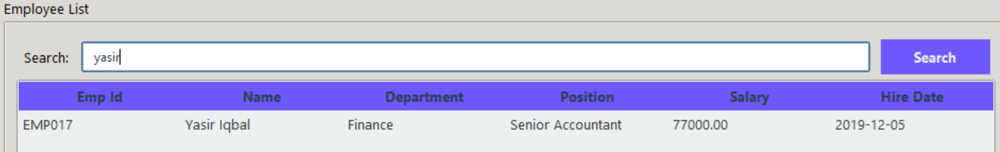 Employee List
Search: yasir Search
Emp Id Name Department Position Salary Hire Date
EMP017 Yasir Iqbal Finance Senior Accountant 77000.00 2019-12-05